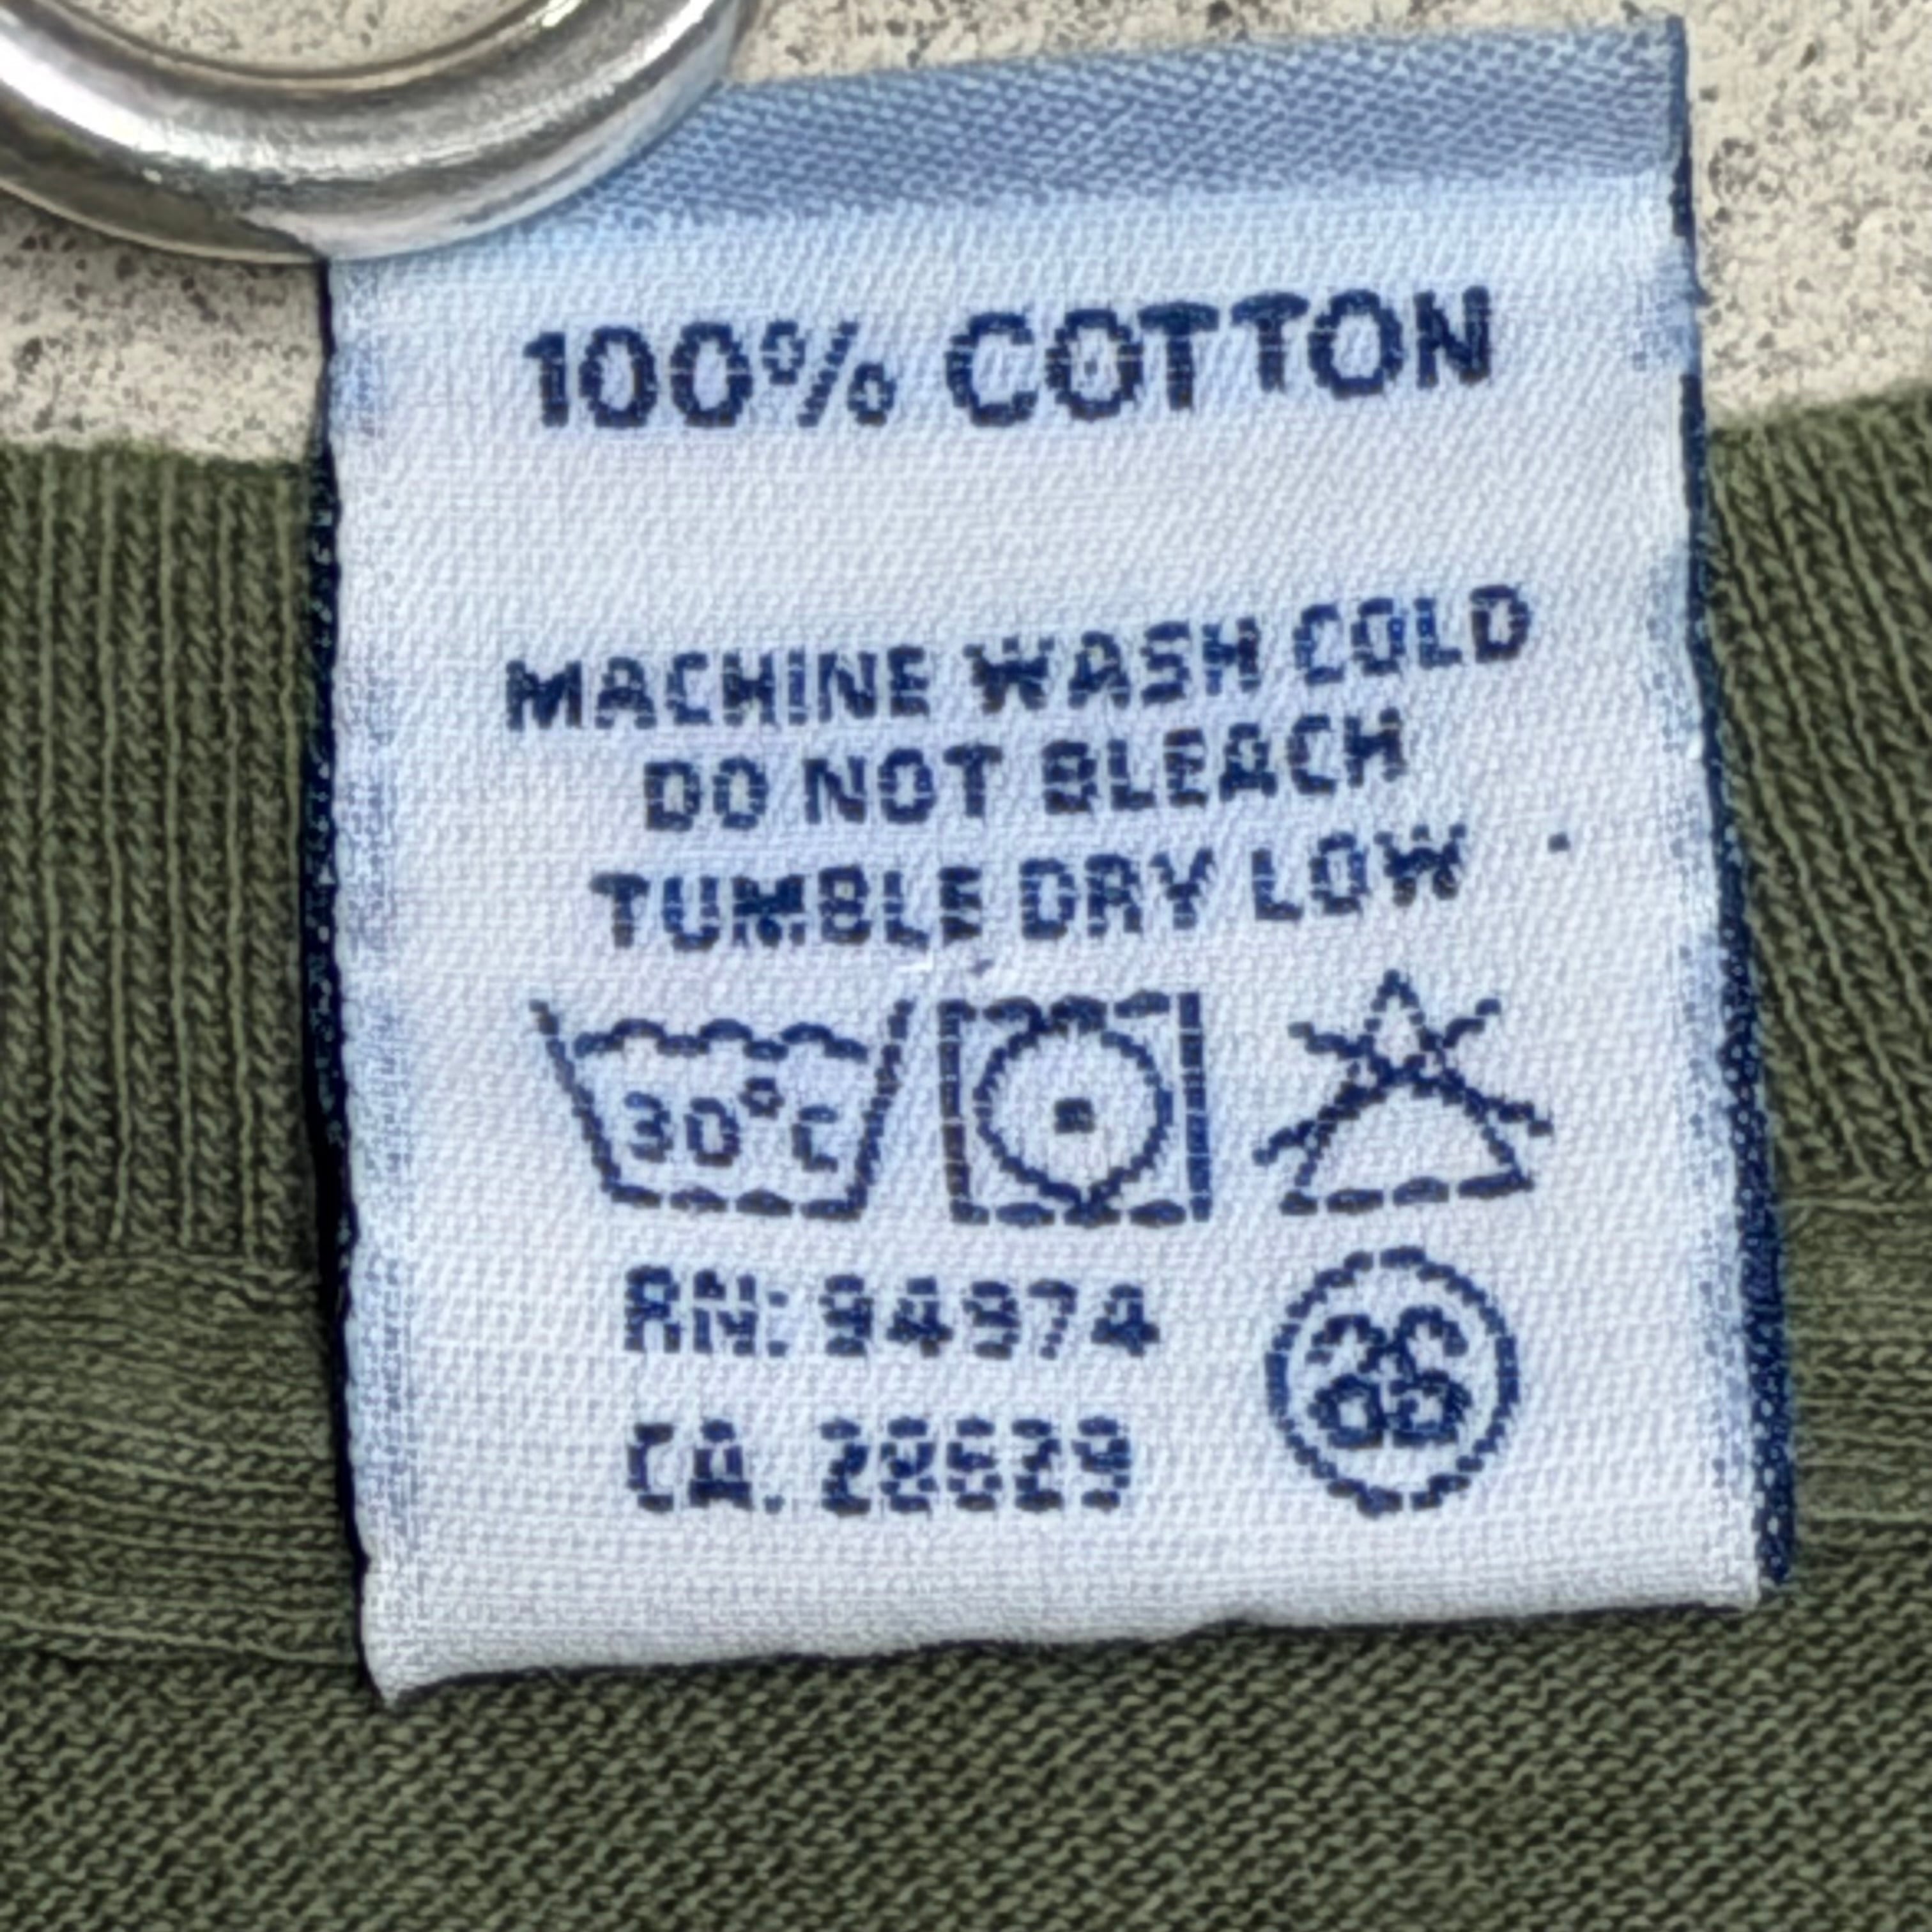 100% COTTON
MACHINE WASH COLD
DO NOT BLEACH
TUMBLE DRY LOW
30°C
RN: 94974
CA. 28629